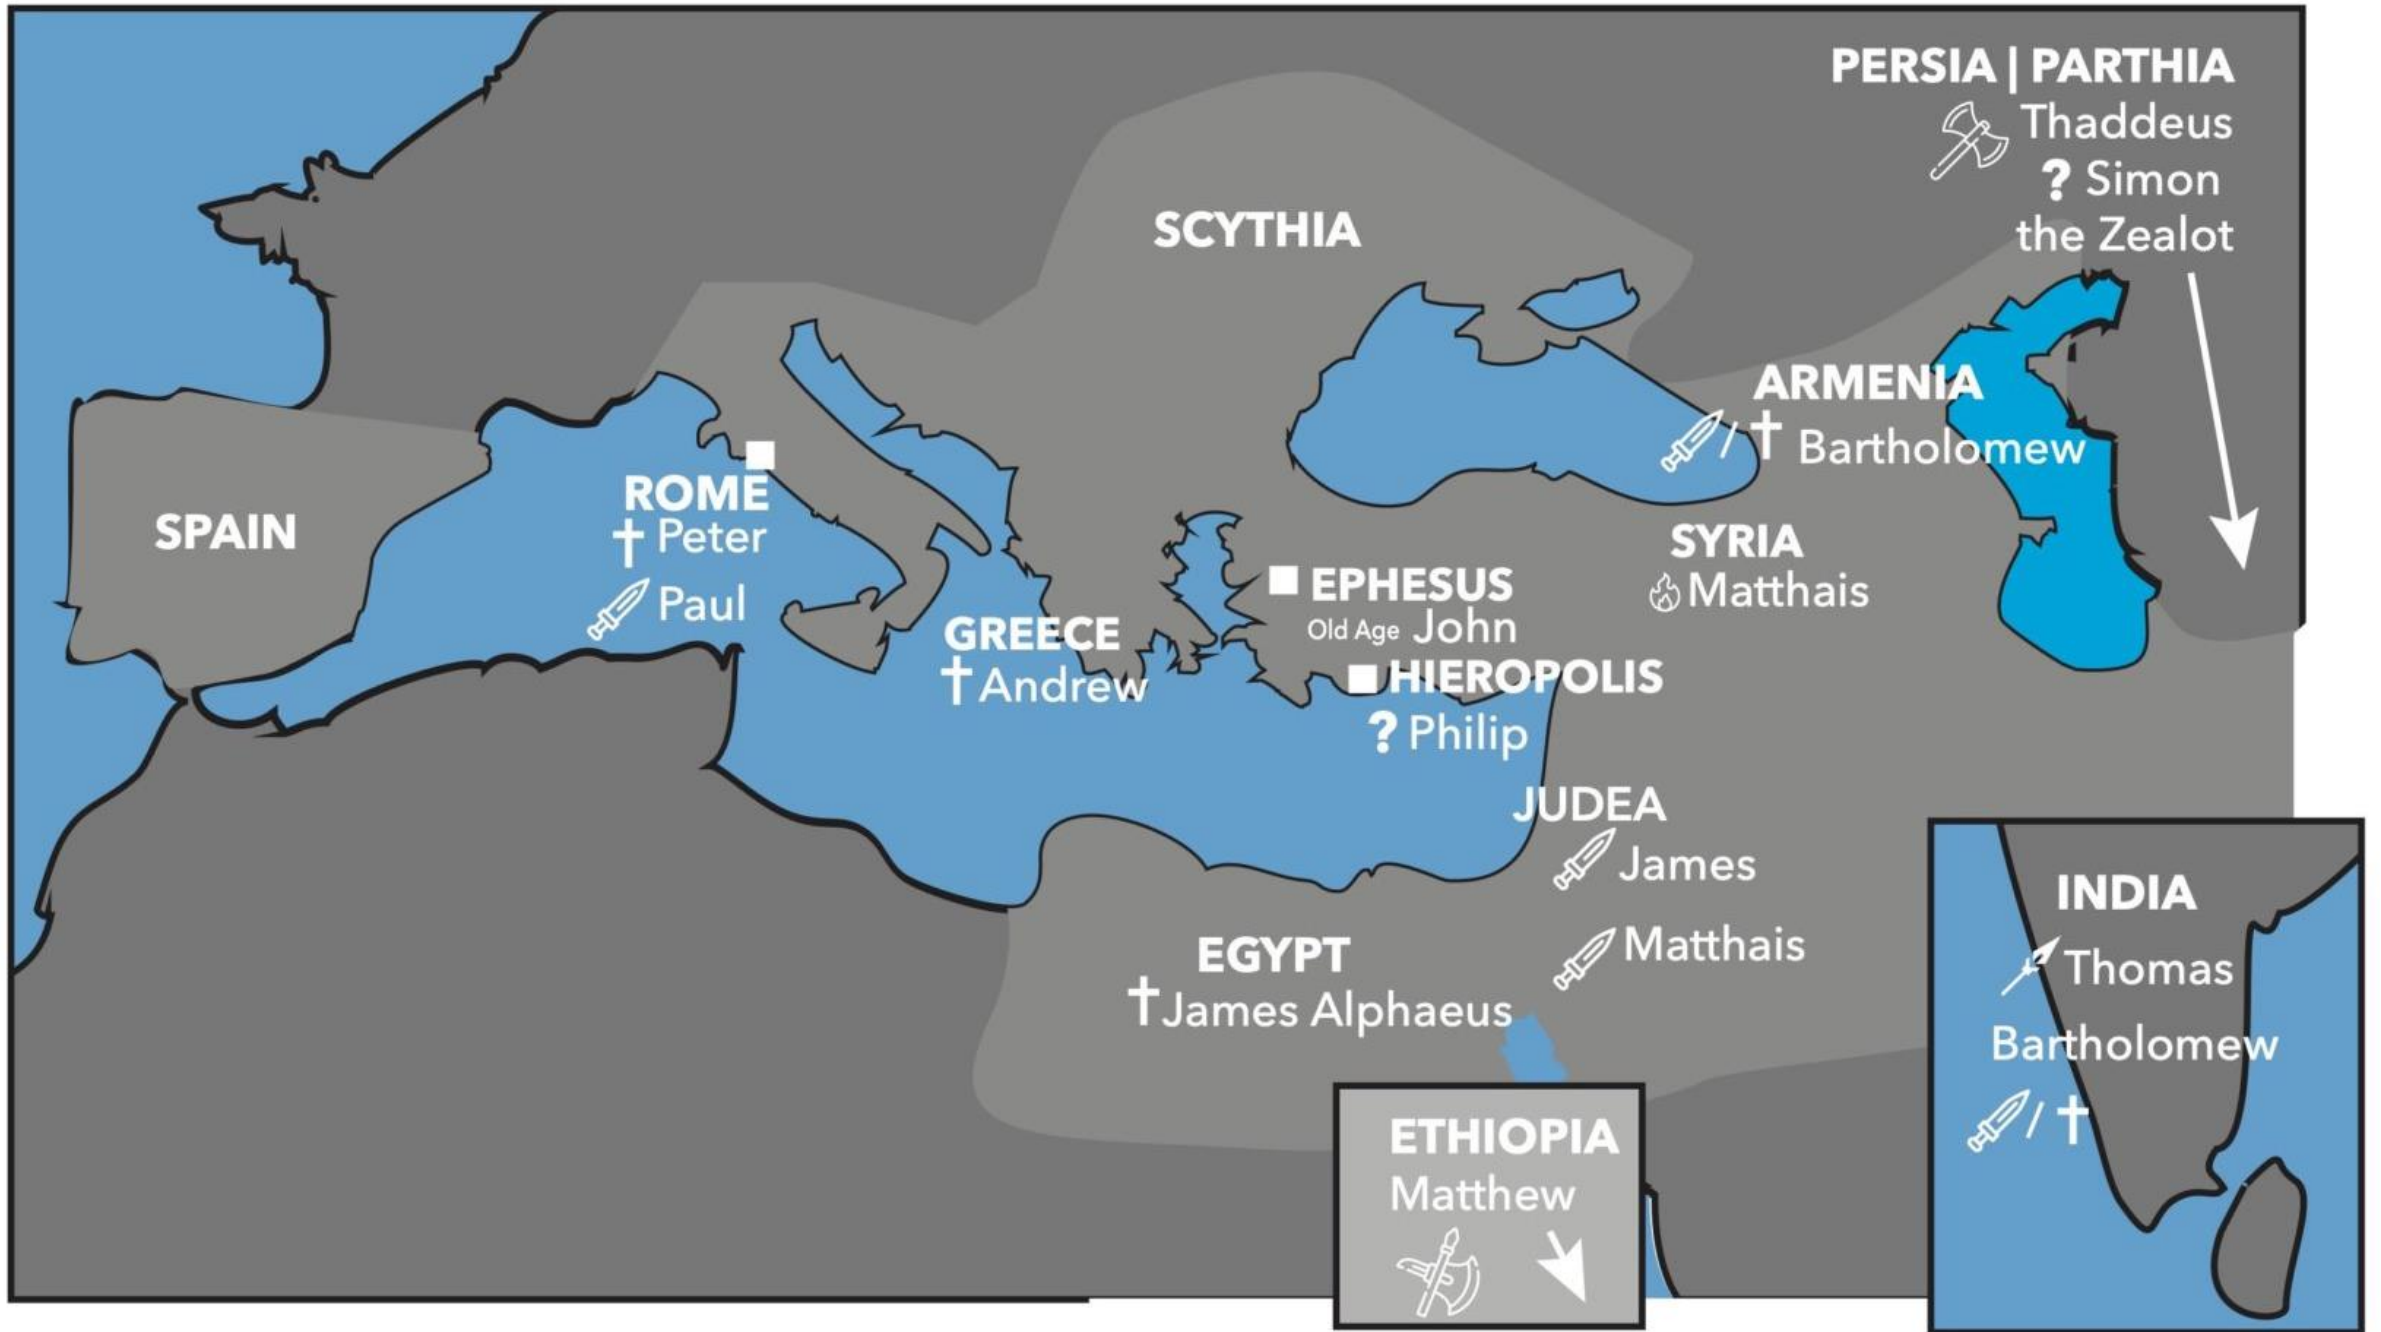 PERSIA | PARTHIA
Thaddeus
? Simon
the Zealot
SCYTHIA
ARMENIA
/ Bartholomew
ROME
Peter
Paul
SPAIN
SYRIA
Matthais
EPHESUS
Old Age John
GREECE
Andrew
HIEROPOLIS
? Philip
JUDEA
James
Matthais
EGYPT
James Alphaeus
INDIA
Thomas
Bartholomew
/
ETHIOPIA
Matthew